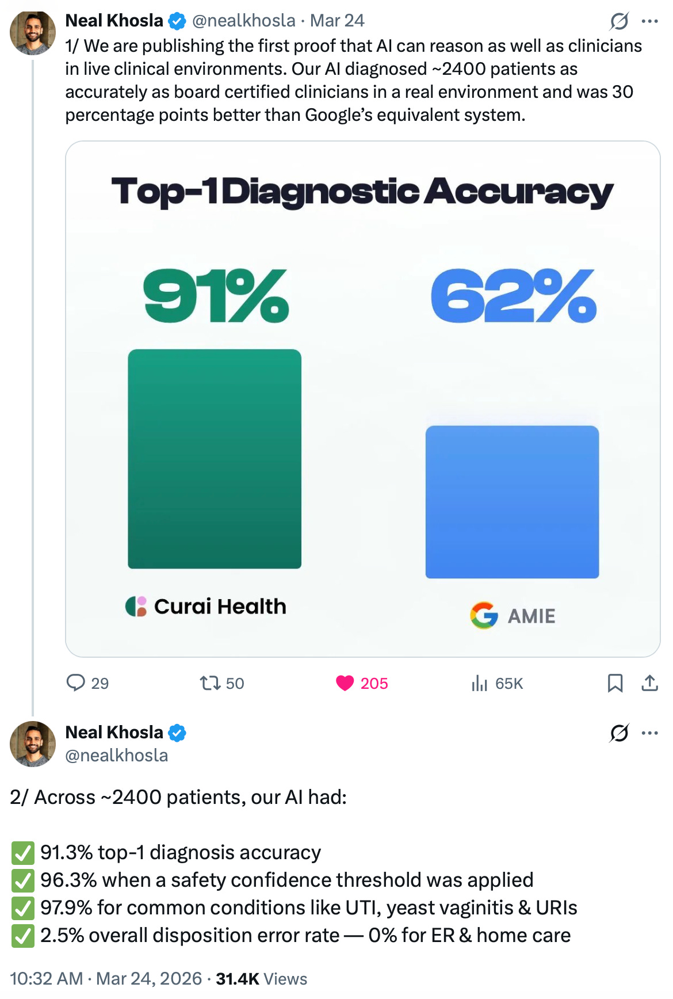 Neal Khosla @nealkhosla · Mar 24
1/ We are publishing the first proof that AI can reason as well as clinicians
in live clinical environments. Our AI diagnosed ~2400 patients as
accurately as board certified clinicians in a real environment and was 30
percentage points better than Google’s equivalent system.
Top-1 Diagnostic Accuracy
91% 62%
Curai Health
AMIE
29 50 205 65K
Neal Khosla
@nealkhosla
2/ Across ~2400 patients, our AI had:
✅ 91.3% top-1 diagnosis accuracy
✅ 96.3% when a safety confidence threshold was applied
✅ 97.9% for common conditions like UTI, yeast vaginitis & URIs
✅ 2.5% overall disposition error rate — 0% for ER & home care
10:32 AM · Mar 24, 2026 · 31.4K Views